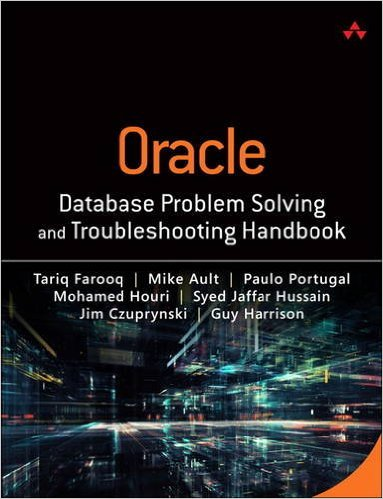 Oracle
Database Problem Solving
and Troubleshooting Handbook
Tariq Farooq | Mike Ault | Paulo Portugal
Mohamed Houri | Syed Jaffar Hussain
Jim Czuprynski | Guy Harrison